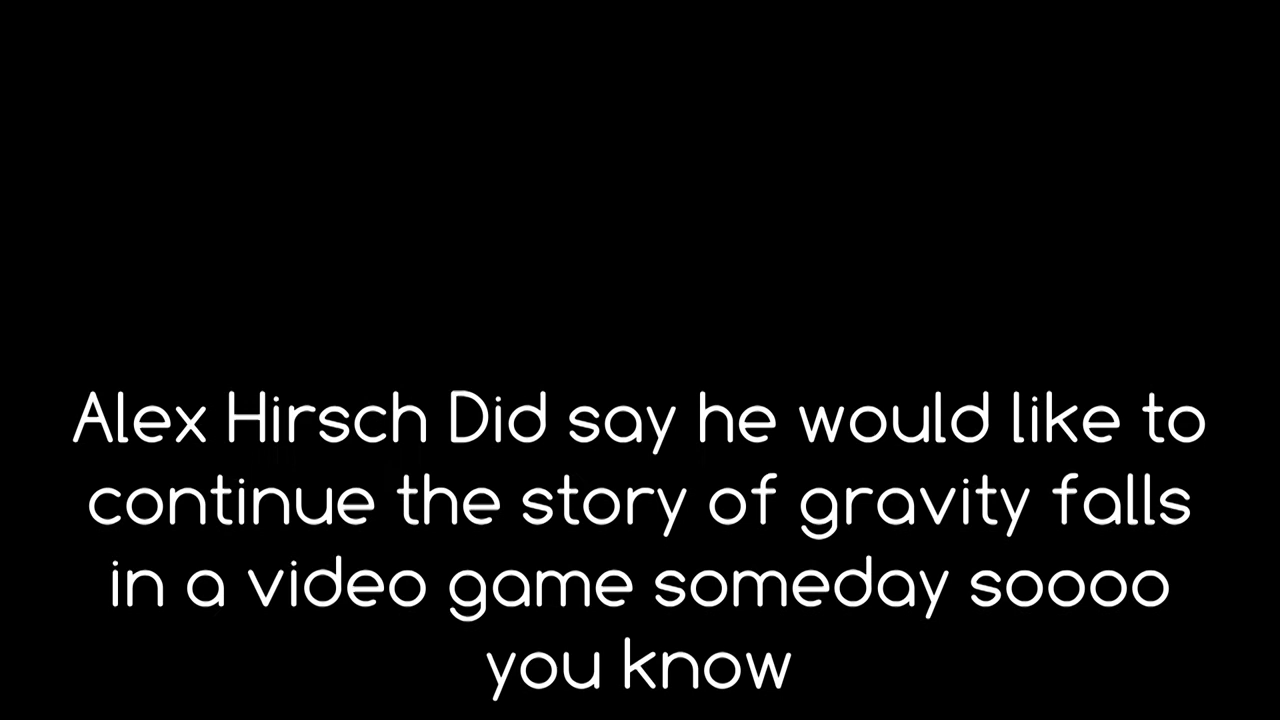 Alex Hirsch Did say he would like to
continue the story of gravity falls
in a video game someday soooo
you know